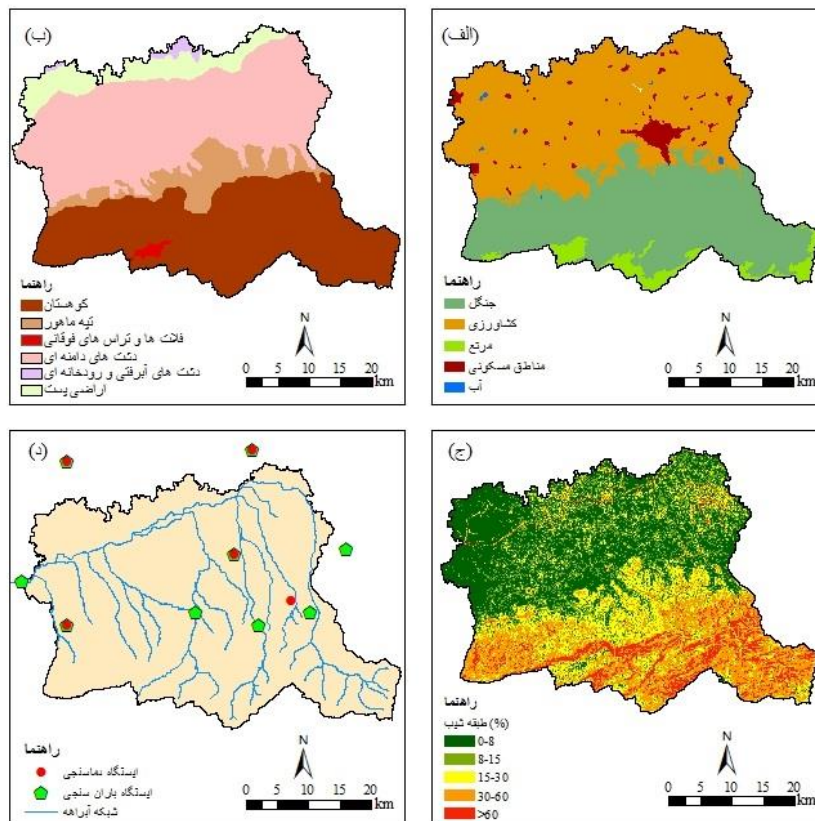 (الف)
راهنما
جنگل
کشاورزی
مرتع
مناطق مسکونی
آب
N
0 5 10 15 20
km
(ب)
راهنما
کوهستان
تپه ماهور
فلات ها و تراس های فوقانی
دشت های دامنه ای
دشت های آبرفتی و رودخانه ای
اراضی پست
N
0 5 10 15 20
km
(ج)
راهنما
طبقه شیب (%)
0-8
8-15
15-30
30-60
>60
N
0 5 10 15 20
km
(د)
راهنما
ایستگاه دماسنجی
ایستگاه باران سنجی
شبکه آبراهه
N
0 5 10 15 20
km